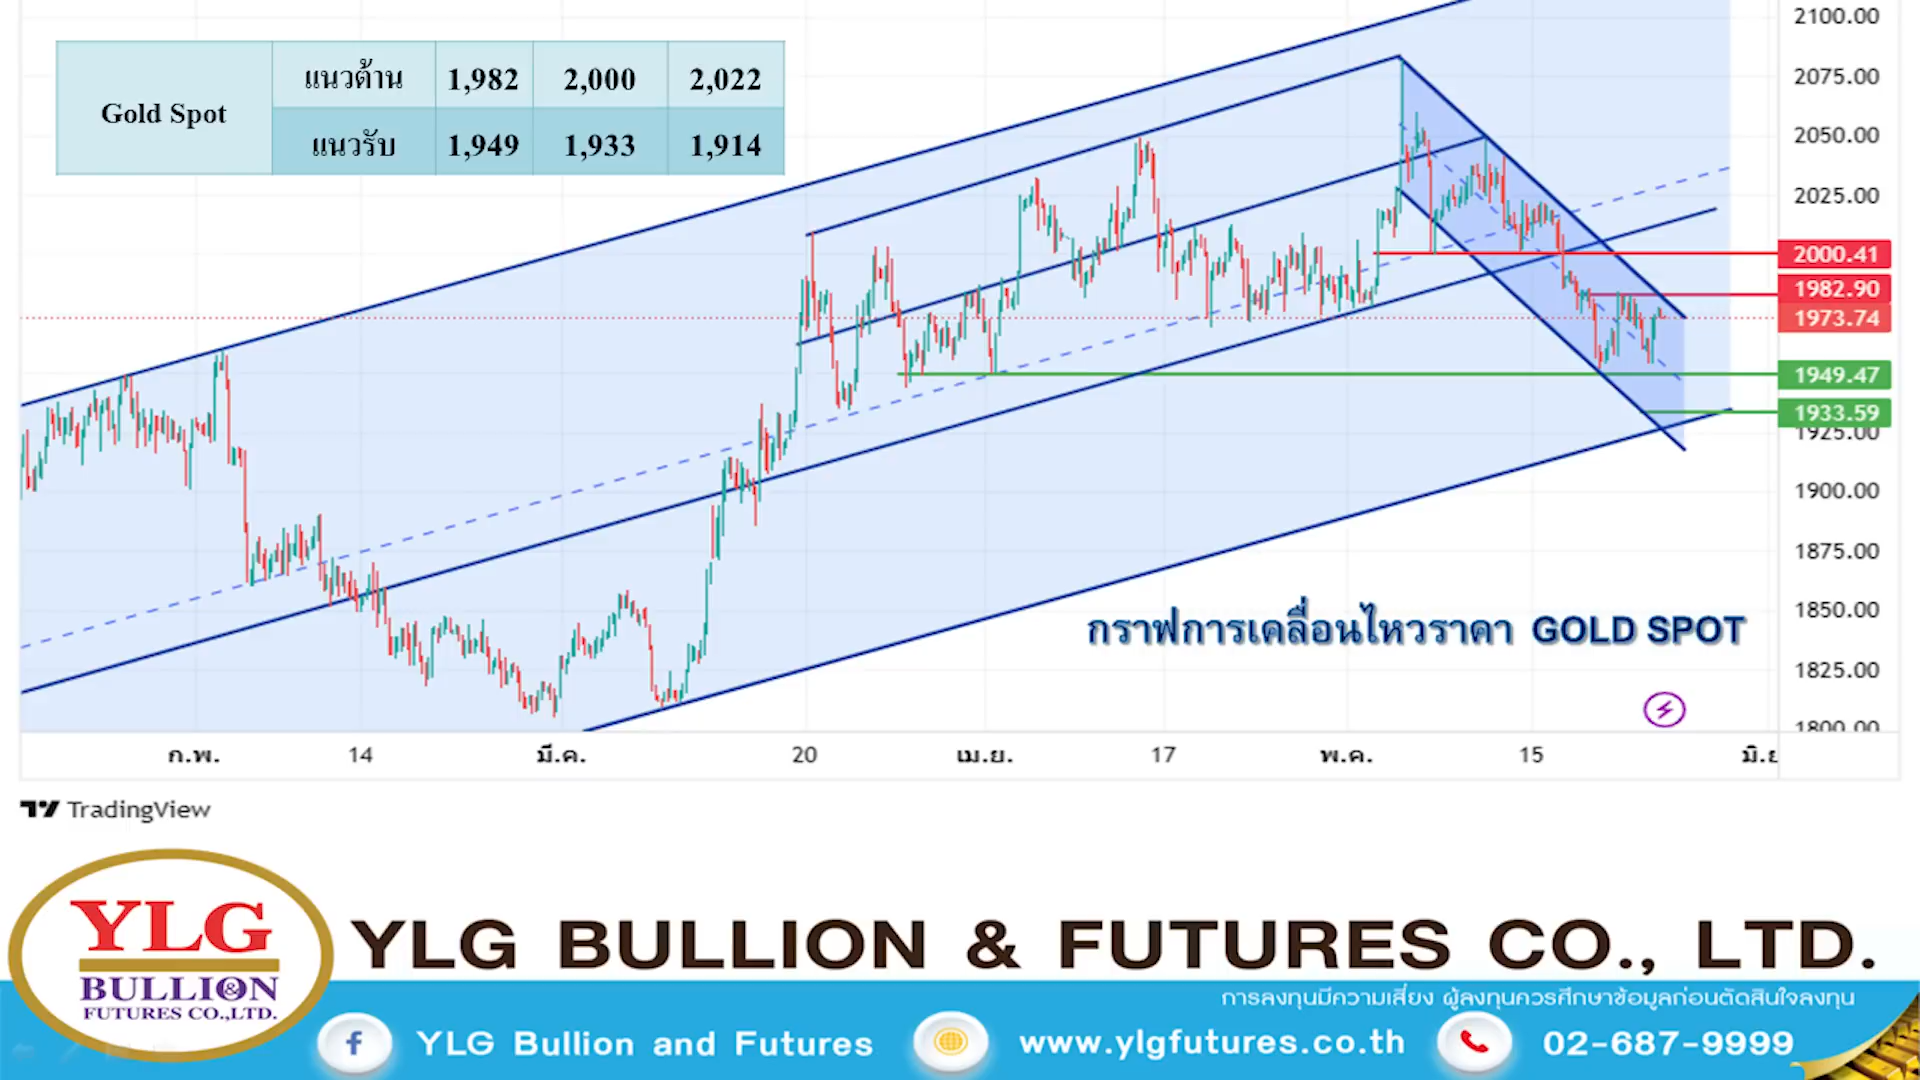 Gold Spot
แนวต้าน 1,982 2,000 2,022
แนวรับ 1,949 1,933 1,914
2100.00
2075.00
2050.00
2025.00
2000.41
1982.90
1973.74
1949.47
1933.59
1925.00
1900.00
1875.00
1850.00
1825.00
1800.00
กราฟการเคลื่อนไหวราคา GOLD SPOT
ก.พ. 14 มี.ค. 20 เม.ย. 17 พ.ค. 15
TradingView
YLG
BULLION
&
FUTURES CO.,LTD.
YLG BULLION & FUTURES CO., LTD.
การลงทุนมีความเสี่ยง ผู้ลงทุนควรศึกษาข้อมูลก่อนตัดสินใจลงทุน
YLG Bullion and Futures www.ylgfutures.co.th 02-687-9999